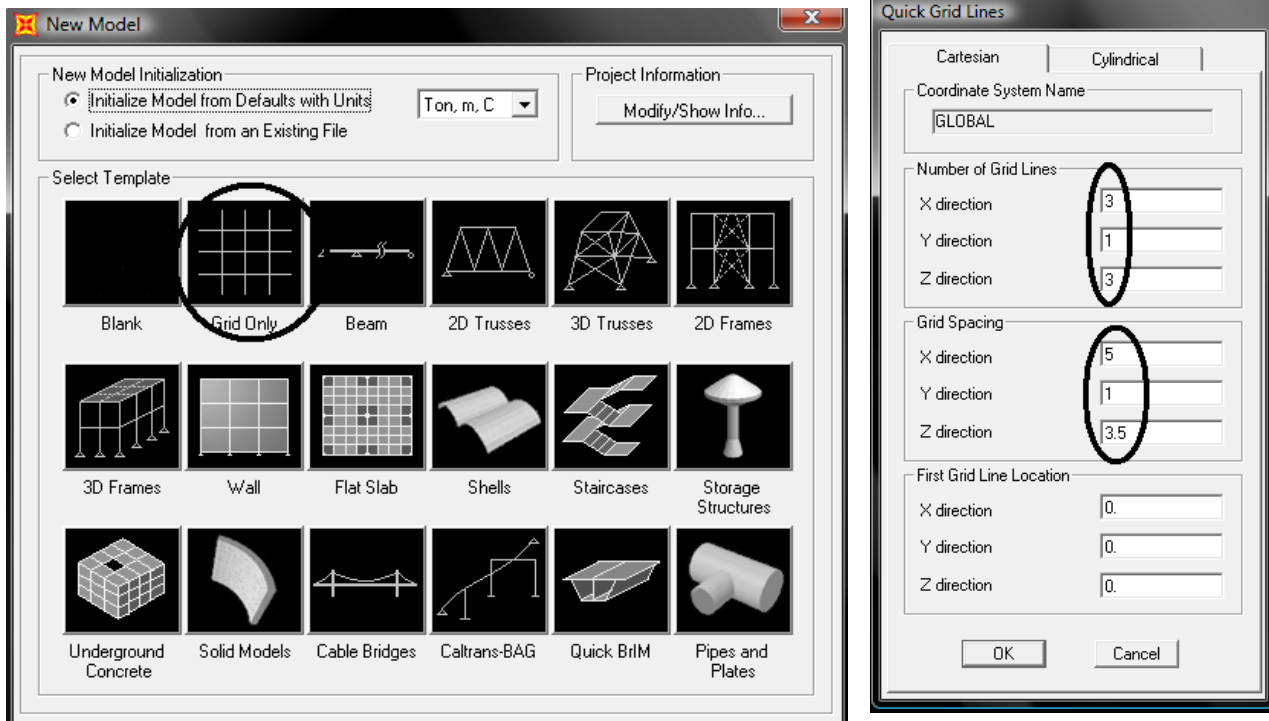 New Model
New Model Initialization
Initialize Model from Defaults with Units
Ton, m, C
Initialize Model from an Existing File
Project Information
Modify/Show Info...
Select Template
Blank
Grid Only
Beam
2D Trusses
3D Trusses
2D Frames
3D Frames
Wall
Flat Slab
Shells
Staircases
Storage
Structures
Underground
Concrete
Solid Models
Cable Bridges
Caltrans-BAG
Quick BrIM
Pipes and
Plates
Quick Grid Lines
Cartesian
Cylindrical
Coordinate System Name
GLOBAL
Number of Grid Lines
X direction 3
Y direction 1
Z direction 3
Grid Spacing
X direction 5
Y direction 1
Z direction 3.5
First Grid Line Location
X direction 0.
Y direction 0.
Z direction 0.
OK
Cancel